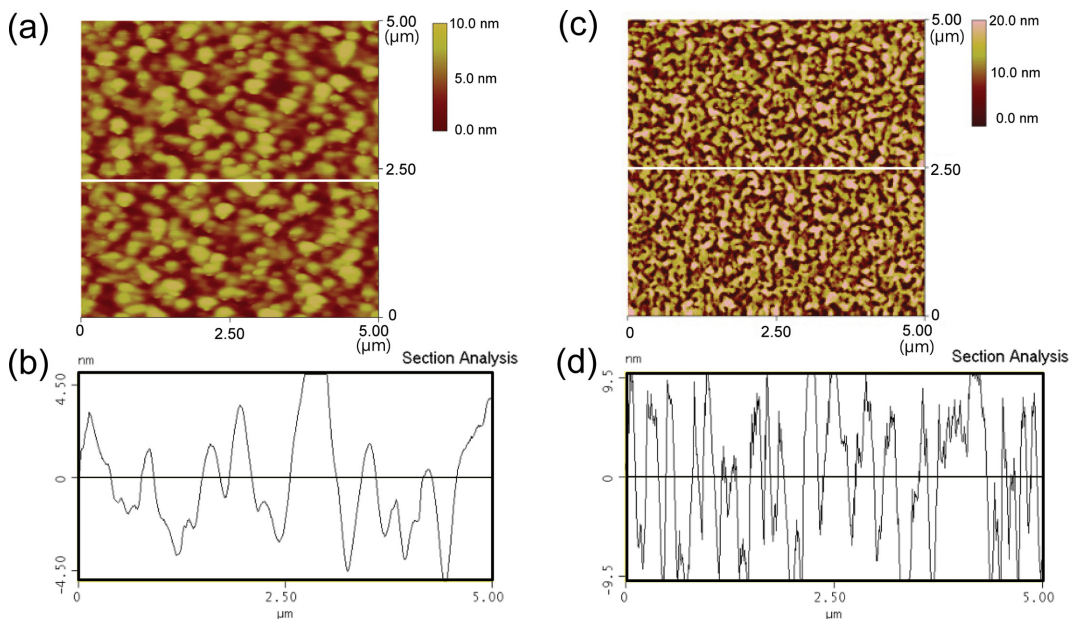 (a)
5.00
(µm)
10.0 nm
5.0 nm
0.0 nm
2.50
0
0
2.50
5.00
(µm)
(c)
5.00
(µm)
20.0 nm
10.0 nm
0.0 nm
2.50
0
0
2.50
5.00
(µm)
(b)
nm
Section Analysis
4.50
0
-4.50
0
2.50
5.00
µm
(d)
nm
Section Analysis
9.5
0
-9.5
0
2.50
5.00
µm